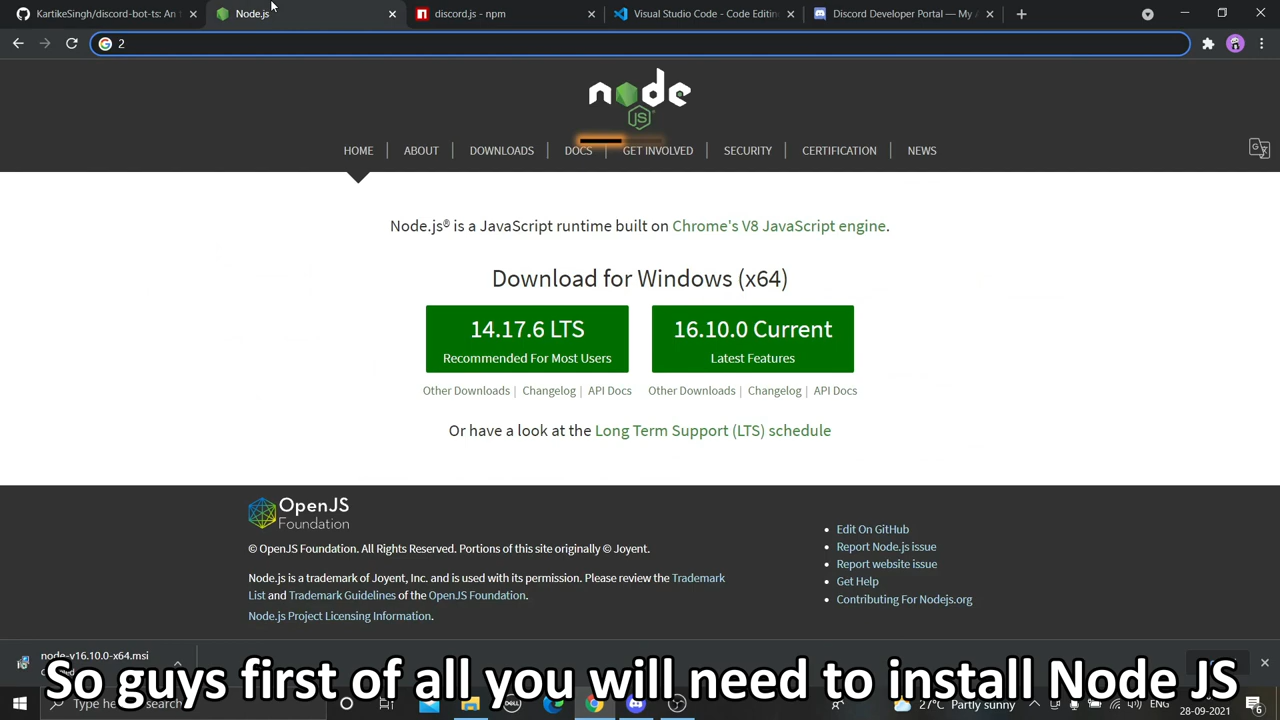 KartikeSingh/discord-bot-ts: An t
Node.js
discord.js - npm
Visual Studio Code - Code Editin
Discord Developer Portal — My A
2
node
JS
HOME
ABOUT
DOWNLOADS
DOCS
GET INVOLVED
SECURITY
CERTIFICATION
NEWS
Node.js® is a JavaScript runtime built on Chrome's V8 JavaScript engine.
Download for Windows (x64)
14.17.6 LTS
Recommended For Most Users
16.10.0 Current
Latest Features
Other Downloads | Changelog | API Docs
Other Downloads | Changelog | API Docs
Or have a look at the Long Term Support (LTS) schedule
OpenJS
Foundation
© OpenJS Foundation. All Rights Reserved. Portions of this site originally © Joyent.
Node.js is a trademark of Joyent, Inc. and is used with its permission. Please review the Trademark
List and Trademark Guidelines of the OpenJS Foundation.
Node.js Project Licensing Information.
Edit On GitHub
Report Node.js issue
Report website issue
Get Help
Contributing For Nodejs.org
node-v16.10.0-x64.msi
So guys first of all you will need to install Node JS
27°C Partly sunny
ENG
28-09-2021
6